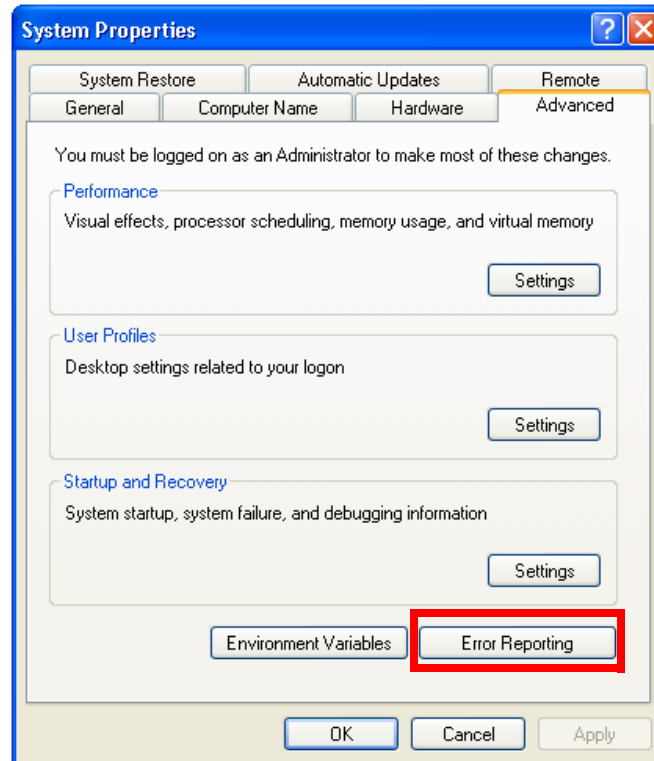 System Properties
System Restore Automatic Updates Remote
General Computer Name Hardware Advanced
You must be logged on as an Administrator to make most of these changes.
Performance
Visual effects, processor scheduling, memory usage, and virtual memory
Settings
User Profiles
Desktop settings related to your logon
Settings
Startup and Recovery
System startup, system failure, and debugging information
Settings
Environment Variables Error Reporting
OK Cancel Apply